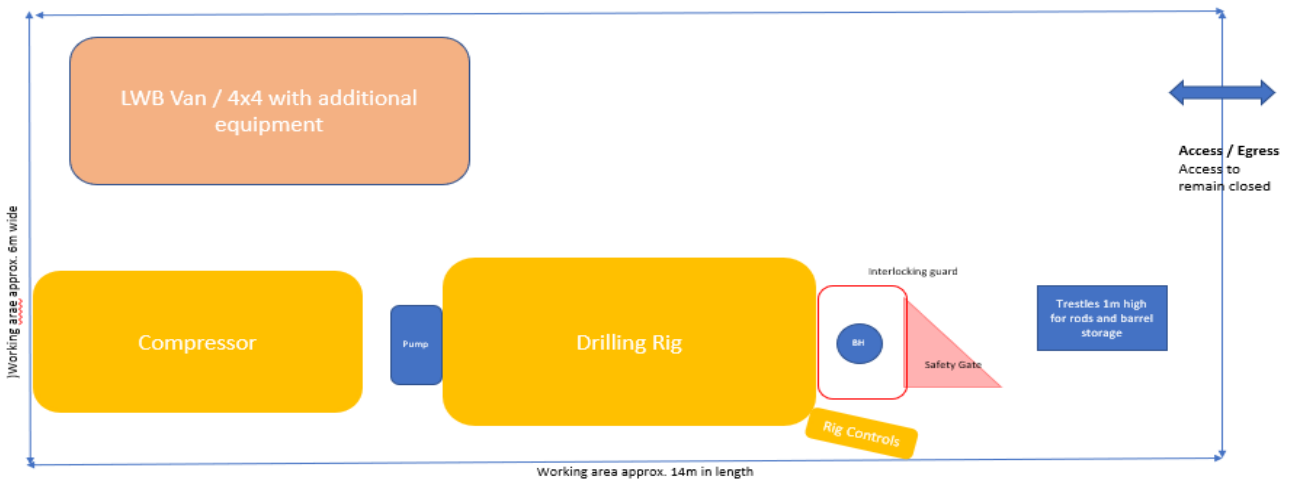 LWB Van / 4x4 with additional
equipment
Access / Egress
Access to
remain closed
)Working arae approx. 6m wide
Interlocking guard
Compressor
Pump
Drilling Rig
BH
Safety Gate
Trestles 1m high
for rods and barrel
storage
Rig Controls
Working area approx. 14m in length